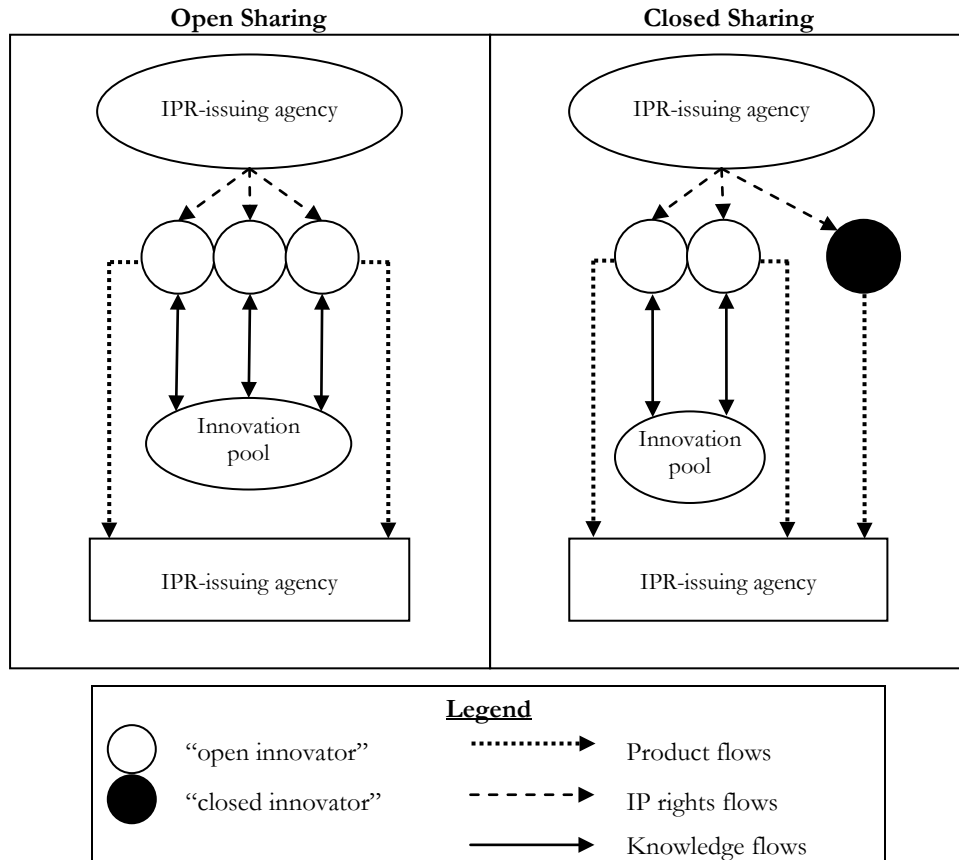 Open Sharing
Closed Sharing
IPR-issuing agency
IPR-issuing agency
Innovation
pool
Innovation
pool
IPR-issuing agency
IPR-issuing agency
Legend
“open innovator”
Product flows
“closed innovator”
IP rights flows
Knowledge flows